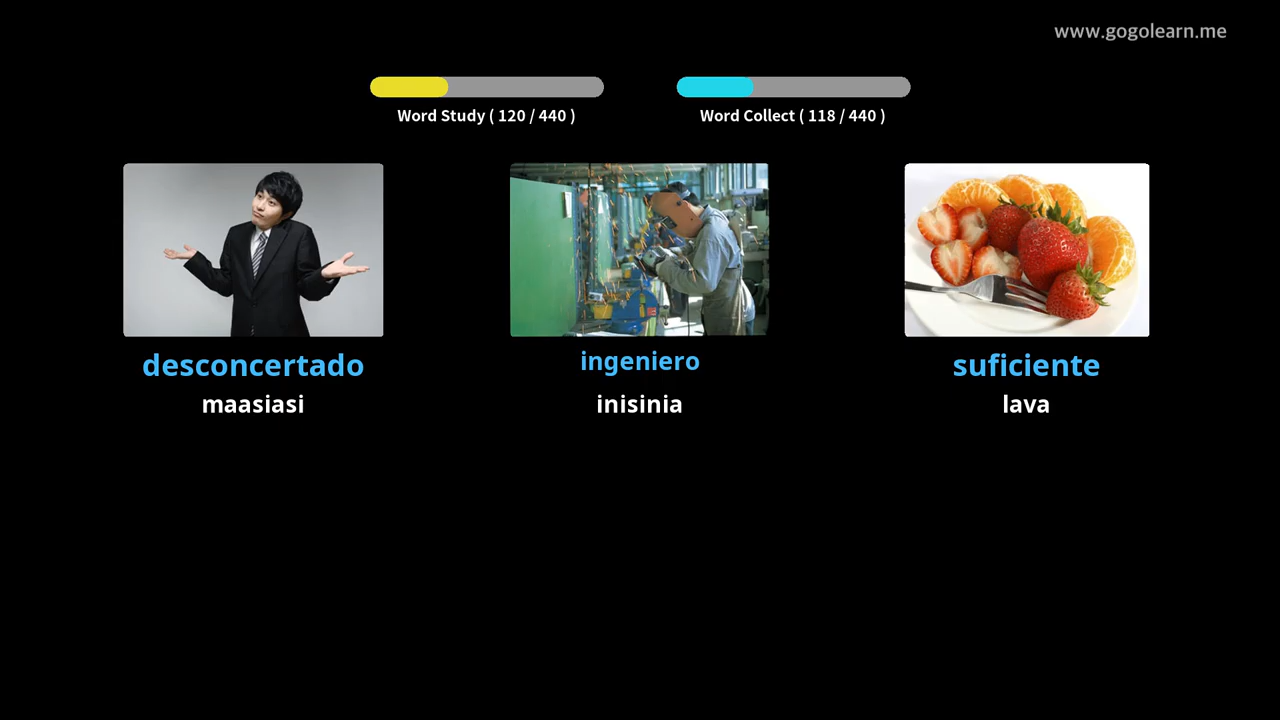 www.gogolearn.me
Word Study ( 120 / 440 )
Word Collect ( 118 / 440 )
desconcertado
maasiasi
ingeniero
inisinia
suficiente
lava